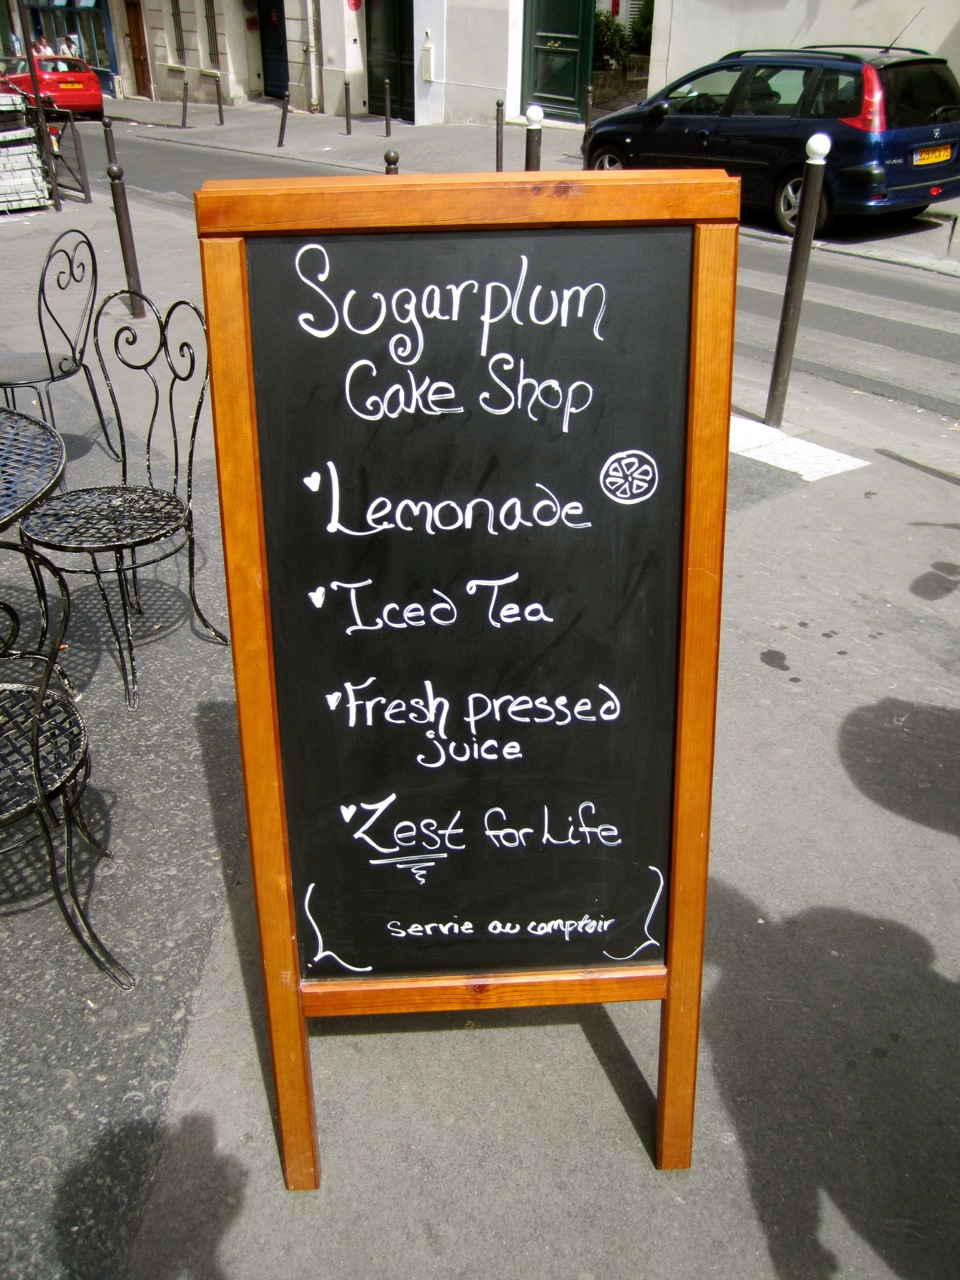 Sugarplum
Cake Shop
Lemonade
Iced Tea
Fresh pressed
juice
Zest for Life
servie au comptoir